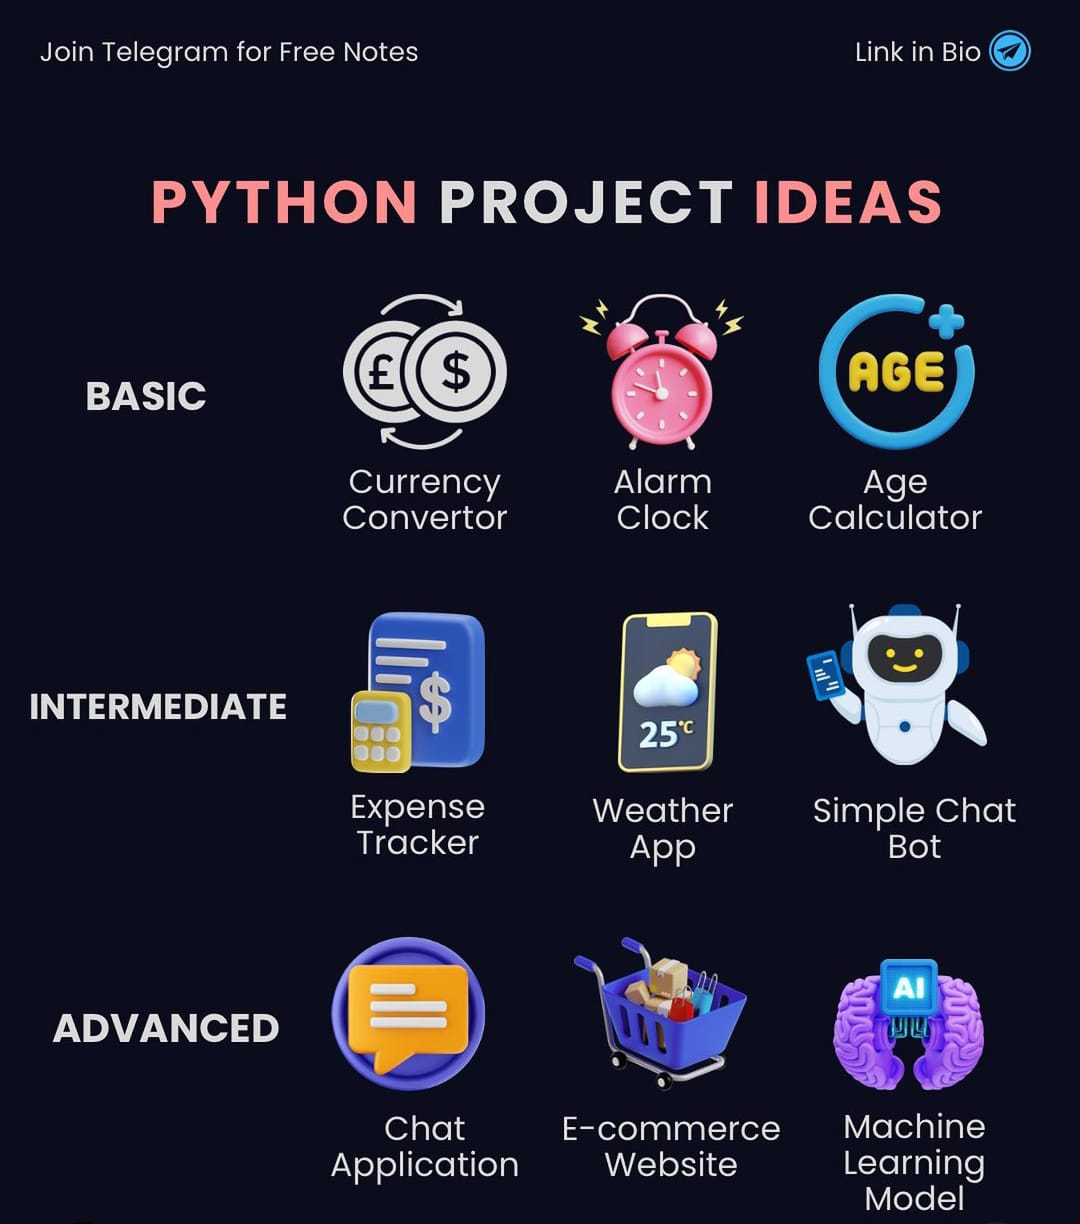 Join Telegram for Free Notes
Link in Bio
PYTHON PROJECT IDEAS
BASIC
£ $
AGE
Currency
Convertor
Alarm
Clock
Age
Calculator
INTERMEDIATE
$
25°C
Expense
Tracker
Weather
App
Simple Chat
Bot
ADVANCED
AI
Chat
Application
E-commerce
Website
Machine
Learning
Model